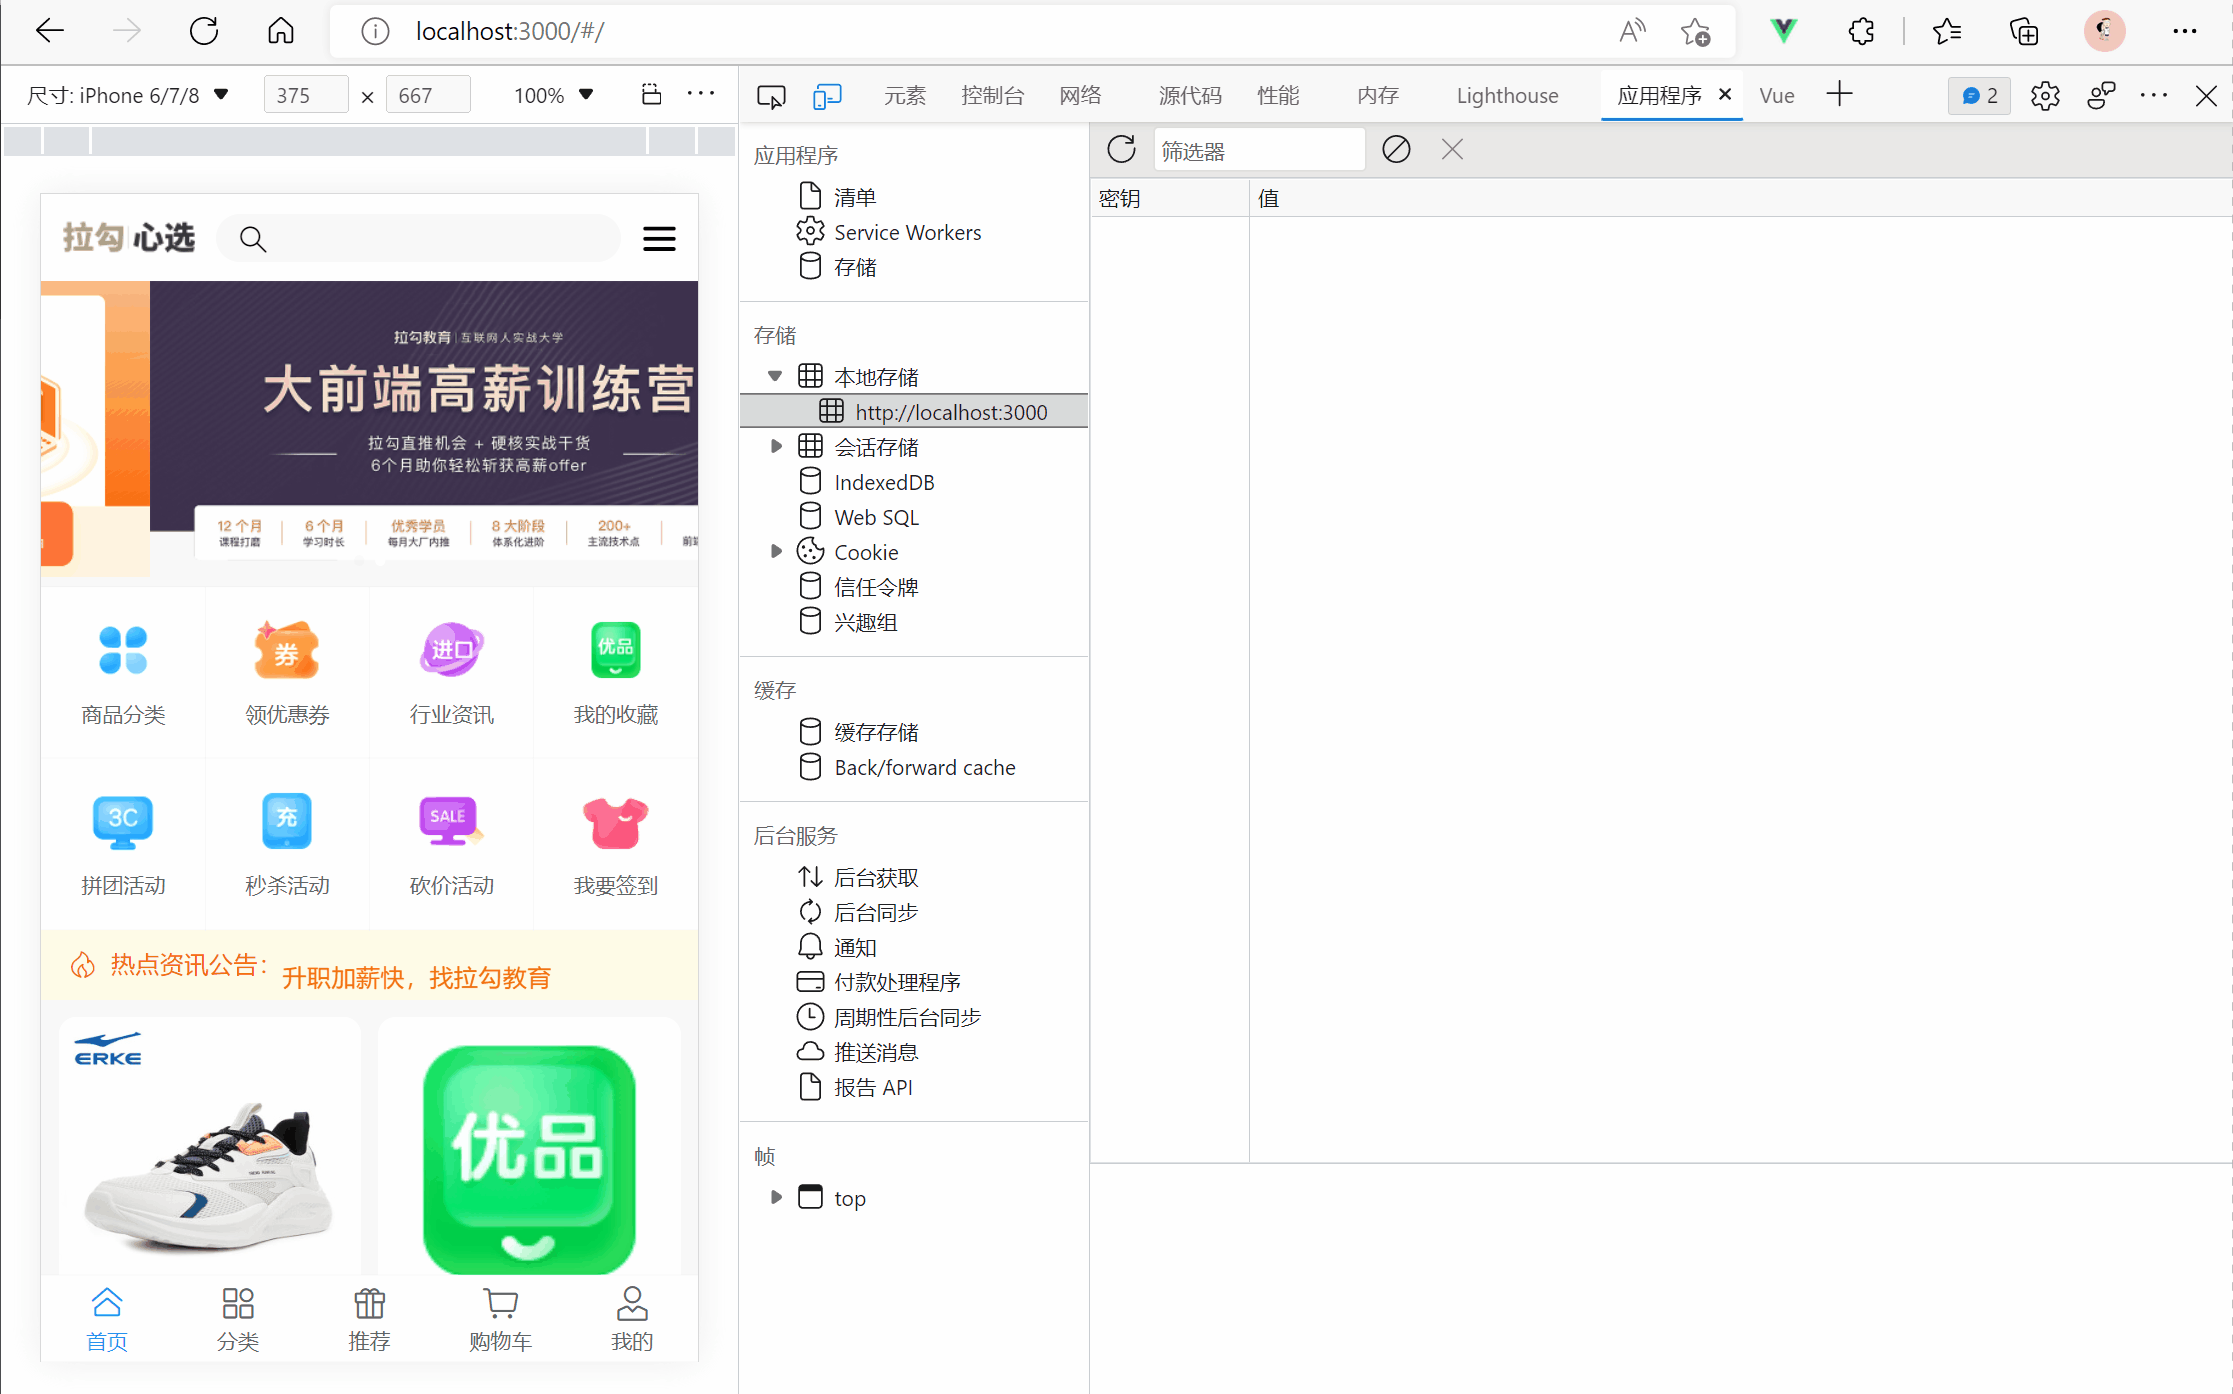 localhost:3000/#/
尺寸: iPhone 6/7/8 375 × 667 100%
元素 控制台 网络 源代码 性能 内存 Lighthouse 应用程序 × Vue 2
拉勾 心选
拉勾教育 互联网人实战大学
大前端高薪训练营
拉勾直推机会 + 硬核实战干货
6个月助你轻松斩获高薪offer
12 个月 6 个月 优秀学员 8 大阶段 200+
课程打磨 学习时长 每月大厂内推 体系化进阶 主流技术点
券 进口 优品
商品分类 领优惠券 行业资讯 我的收藏
3C 充 SALE
拼团活动 秒杀活动 砍价活动 我要签到
热点资讯公告：
升职加薪快，找拉勾教育
ERKE
优品
首页 分类 推荐 购物车 我的
应用程序
清单
Service Workers
存储
存储
本地存储
http://localhost:3000
会话存储
IndexedDB
Web SQL
Cookie
信任令牌
兴趣组
缓存
缓存存储
Back/forward cache
后台服务
后台获取
后台同步
通知
付款处理程序
周期性后台同步
推送消息
报告 API
帧
top
筛选器
密钥 值